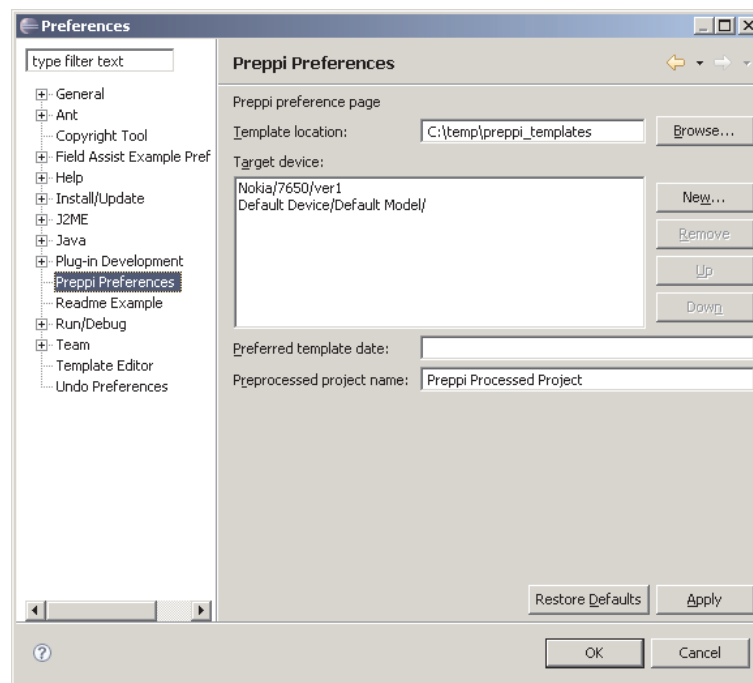 Preferences
type filter text
General
Ant
Copyright Tool
Field Assist Example Pref
Help
Install/Update
J2ME
Java
Plug-in Development
Preppi Preferences
Readme Example
Run/Debug
Team
Template Editor
Undo Preferences
Preppi Preferences
Preppi preference page
Template location: C:\temp\preppi_templates Browse...
Target device:
Nokia/7650/ver1
Default Device/Default Model/
New...
Remove
Up
Down
Preferred template date:
Preprocessed project name: Preppi Processed Project
Restore Defaults Apply
? OK Cancel